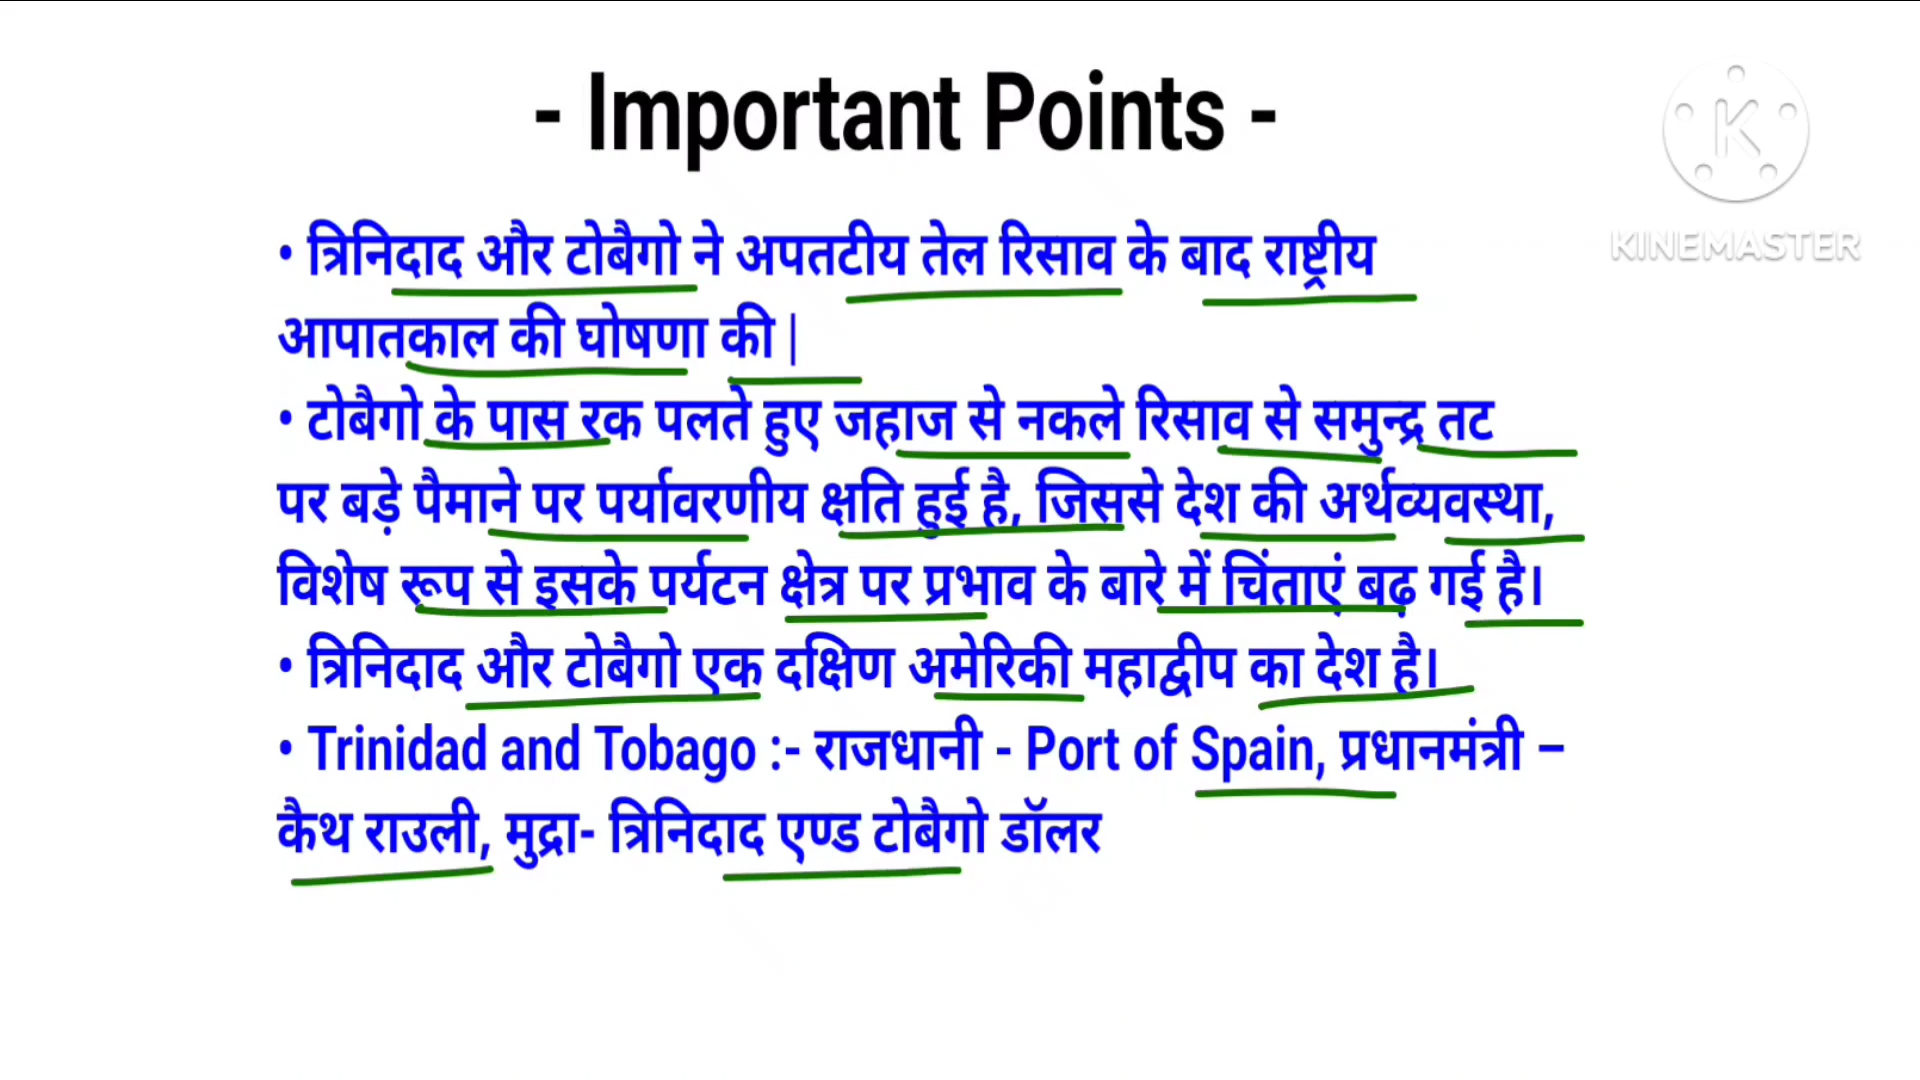 - Important Points -
• त्रिनिदाद और टोबैगो ने अपतटीय तेल रिसाव के बाद राष्ट्रीय
आपातकाल की घोषणा की |
• टोबैगो के पास रक पलते हुए जहाज से नकले रिसाव से समुन्द्र तट
पर बड़े पैमाने पर पर्यावरणीय क्षति हुई है, जिससे देश की अर्थव्यवस्था,
विशेष रूप से इसके पर्यटन क्षेत्र पर प्रभाव के बारे में चिंताएं बढ़ गई है।
• त्रिनिदाद और टोबैगो एक दक्षिण अमेरिकी महाद्वीप का देश है।
• Trinidad and Tobago :- राजधानी - Port of Spain, प्रधानमंत्री –
कैथ राउली, मुद्रा- त्रिनिदाद एण्ड टोबैगो डॉलर
K
KINEMASTER